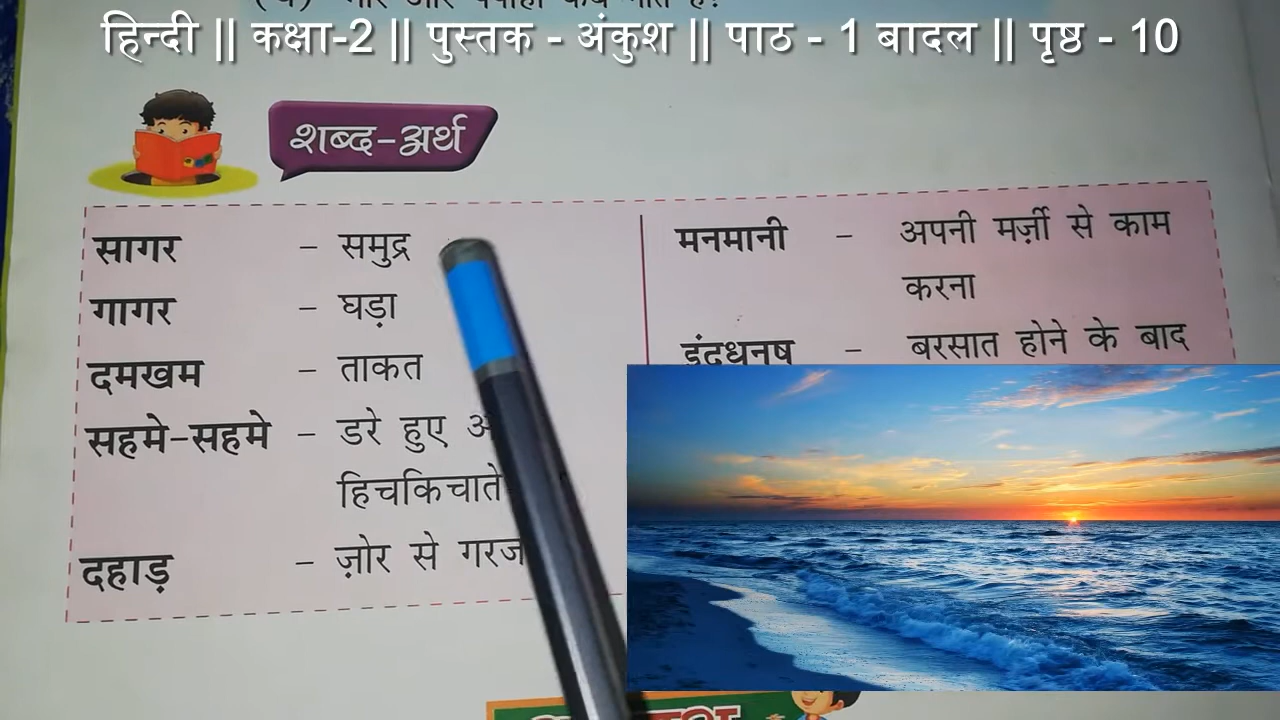 हिन्दी || कक्षा-2 || पुस्तक - अंकुश || पाठ - 1 बादल || पृष्ठ - 10
शब्द-अर्थ
सागर - समुद्र
गागर - घड़ा
दमखम - ताकत
सहमे-सहमे - डरे हुए
हिचकिचाते
दहाड़ - ज़ोर से
मनमानी - अपनी मर्ज़ी से काम
करना
इंद्रधनुष - बरसात होने के बाद